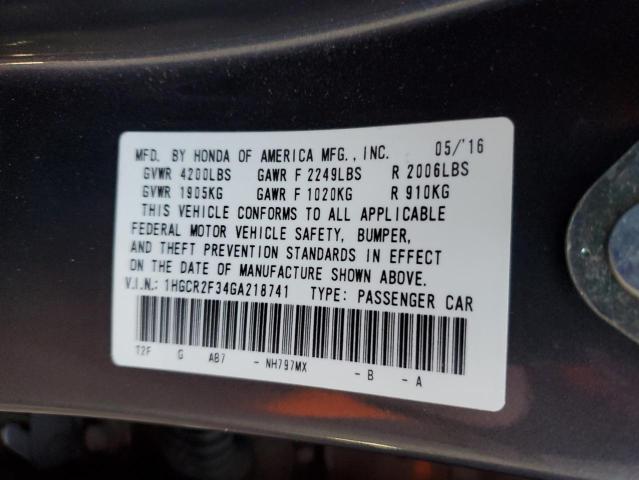 MFD. BY HONDA OF AMERICA MFG., INC. 05/'16
GVWR 4200LBS GAWR F 2249LBS R 2006LBS
GVWR 1905KG GAWR F 1020KG R 910KG
THIS VEHICLE CONFORMS TO ALL APPLICABLE
FEDERAL MOTOR VEHICLE SAFETY, BUMPER,
AND THEFT PREVENTION STANDARDS IN EFFECT
ON THE DATE OF MANUFACTURE SHOWN ABOVE.
V.I.N.: 1HGCR2F34GA218741 TYPE: PASSENGER CAR
T2F G AB7 - NH797MX - B - A